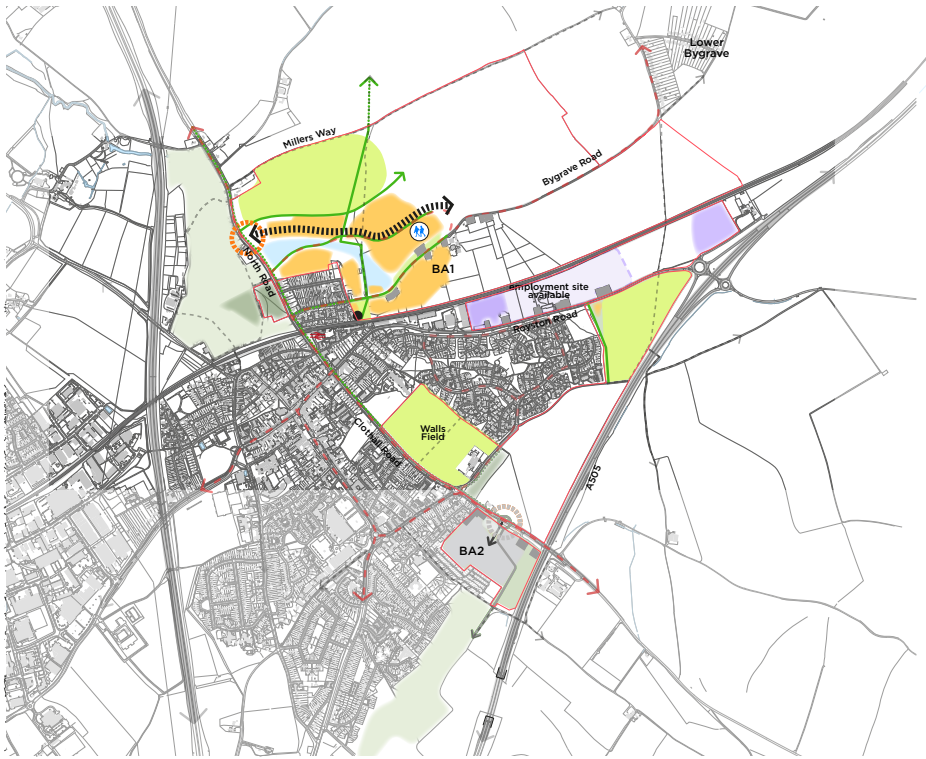 Lower
Bygrave
Millers Way
Bygrave Road
North Road
BA1
employment site
available
Royston Road
Walls
Field
Clothall Road
A505
BA2